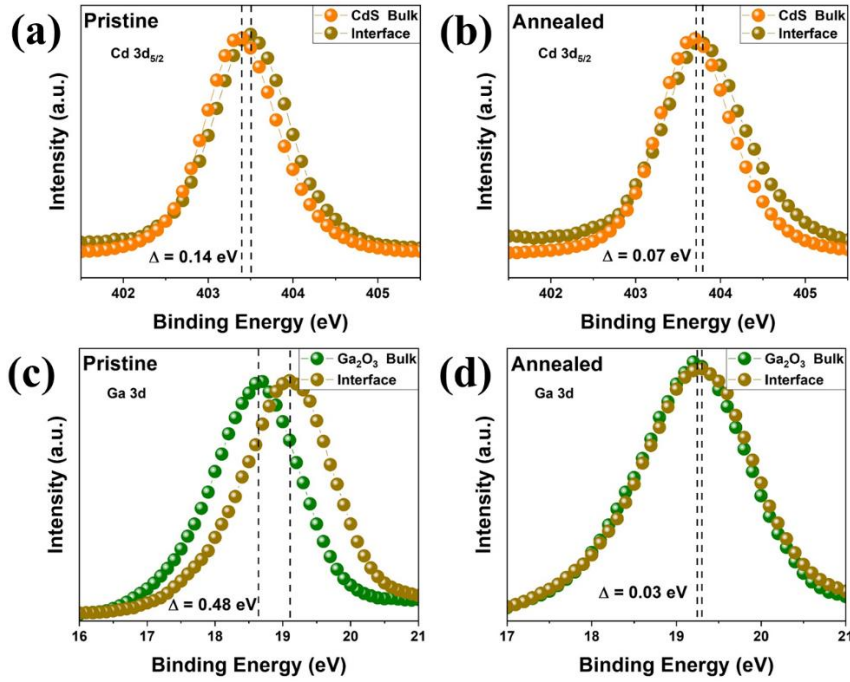 (a)
Pristine
Cd 3d5/2
CdS Bulk
Interface
Δ = 0.14 eV
Intensity (a.u.)
402 403 404 405
Binding Energy (eV)
(b)
Annealed
Cd 3d5/2
CdS Bulk
Interface
Δ = 0.07 eV
Intensity (a.u.)
402 403 404 405
Binding Energy (eV)
(c)
Pristine
Ga 3d
Ga2O3 Bulk
Interface
Δ = 0.48 eV
Intensity (a.u.)
16 17 18 19 20 21
Binding Energy (eV)
(d)
Annealed
Ga 3d
Ga2O3 Bulk
Interface
Δ = 0.03 eV
Intensity (a.u.)
17 18 19 20 21
Binding Energy (eV)